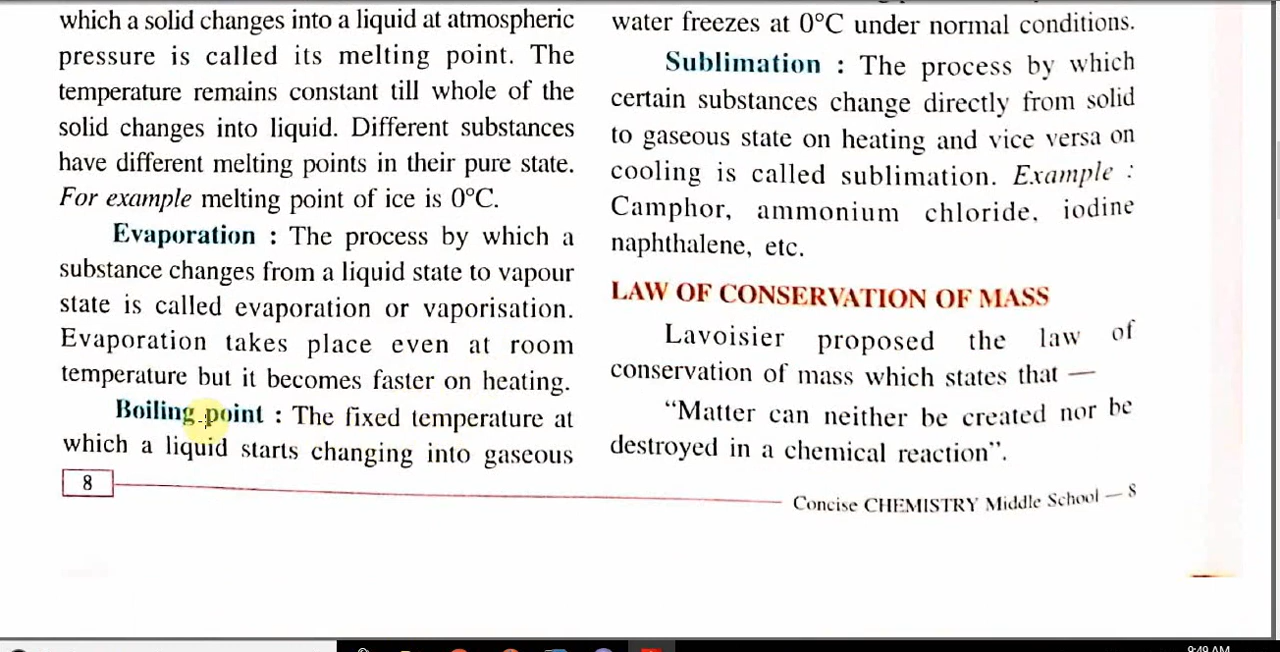 which a solid changes into a liquid at atmospheric
pressure is called its melting point. The
temperature remains constant till whole of the
solid changes into liquid. Different substances
have different melting points in their pure state.
For example melting point of ice is 0°C.
Evaporation : The process by which a
substance changes from a liquid state to vapour
state is called evaporation or vaporisation.
Evaporation takes place even at room
temperature but it becomes faster on heating.
Boiling point : The fixed temperature at
which a liquid starts changing into gaseous
water freezes at 0°C under normal conditions.
Sublimation : The process by which
certain substances change directly from solid
to gaseous state on heating and vice versa on
cooling is called sublimation. Example :
Camphor, ammonium chloride, iodine
naphthalene, etc.
LAW OF CONSERVATION OF MASS
Lavoisier proposed the law of
conservation of mass which states that —
“Matter can neither be created nor be
destroyed in a chemical reaction”.
8
Concise CHEMISTRY Middle School — 8
9:49 AM